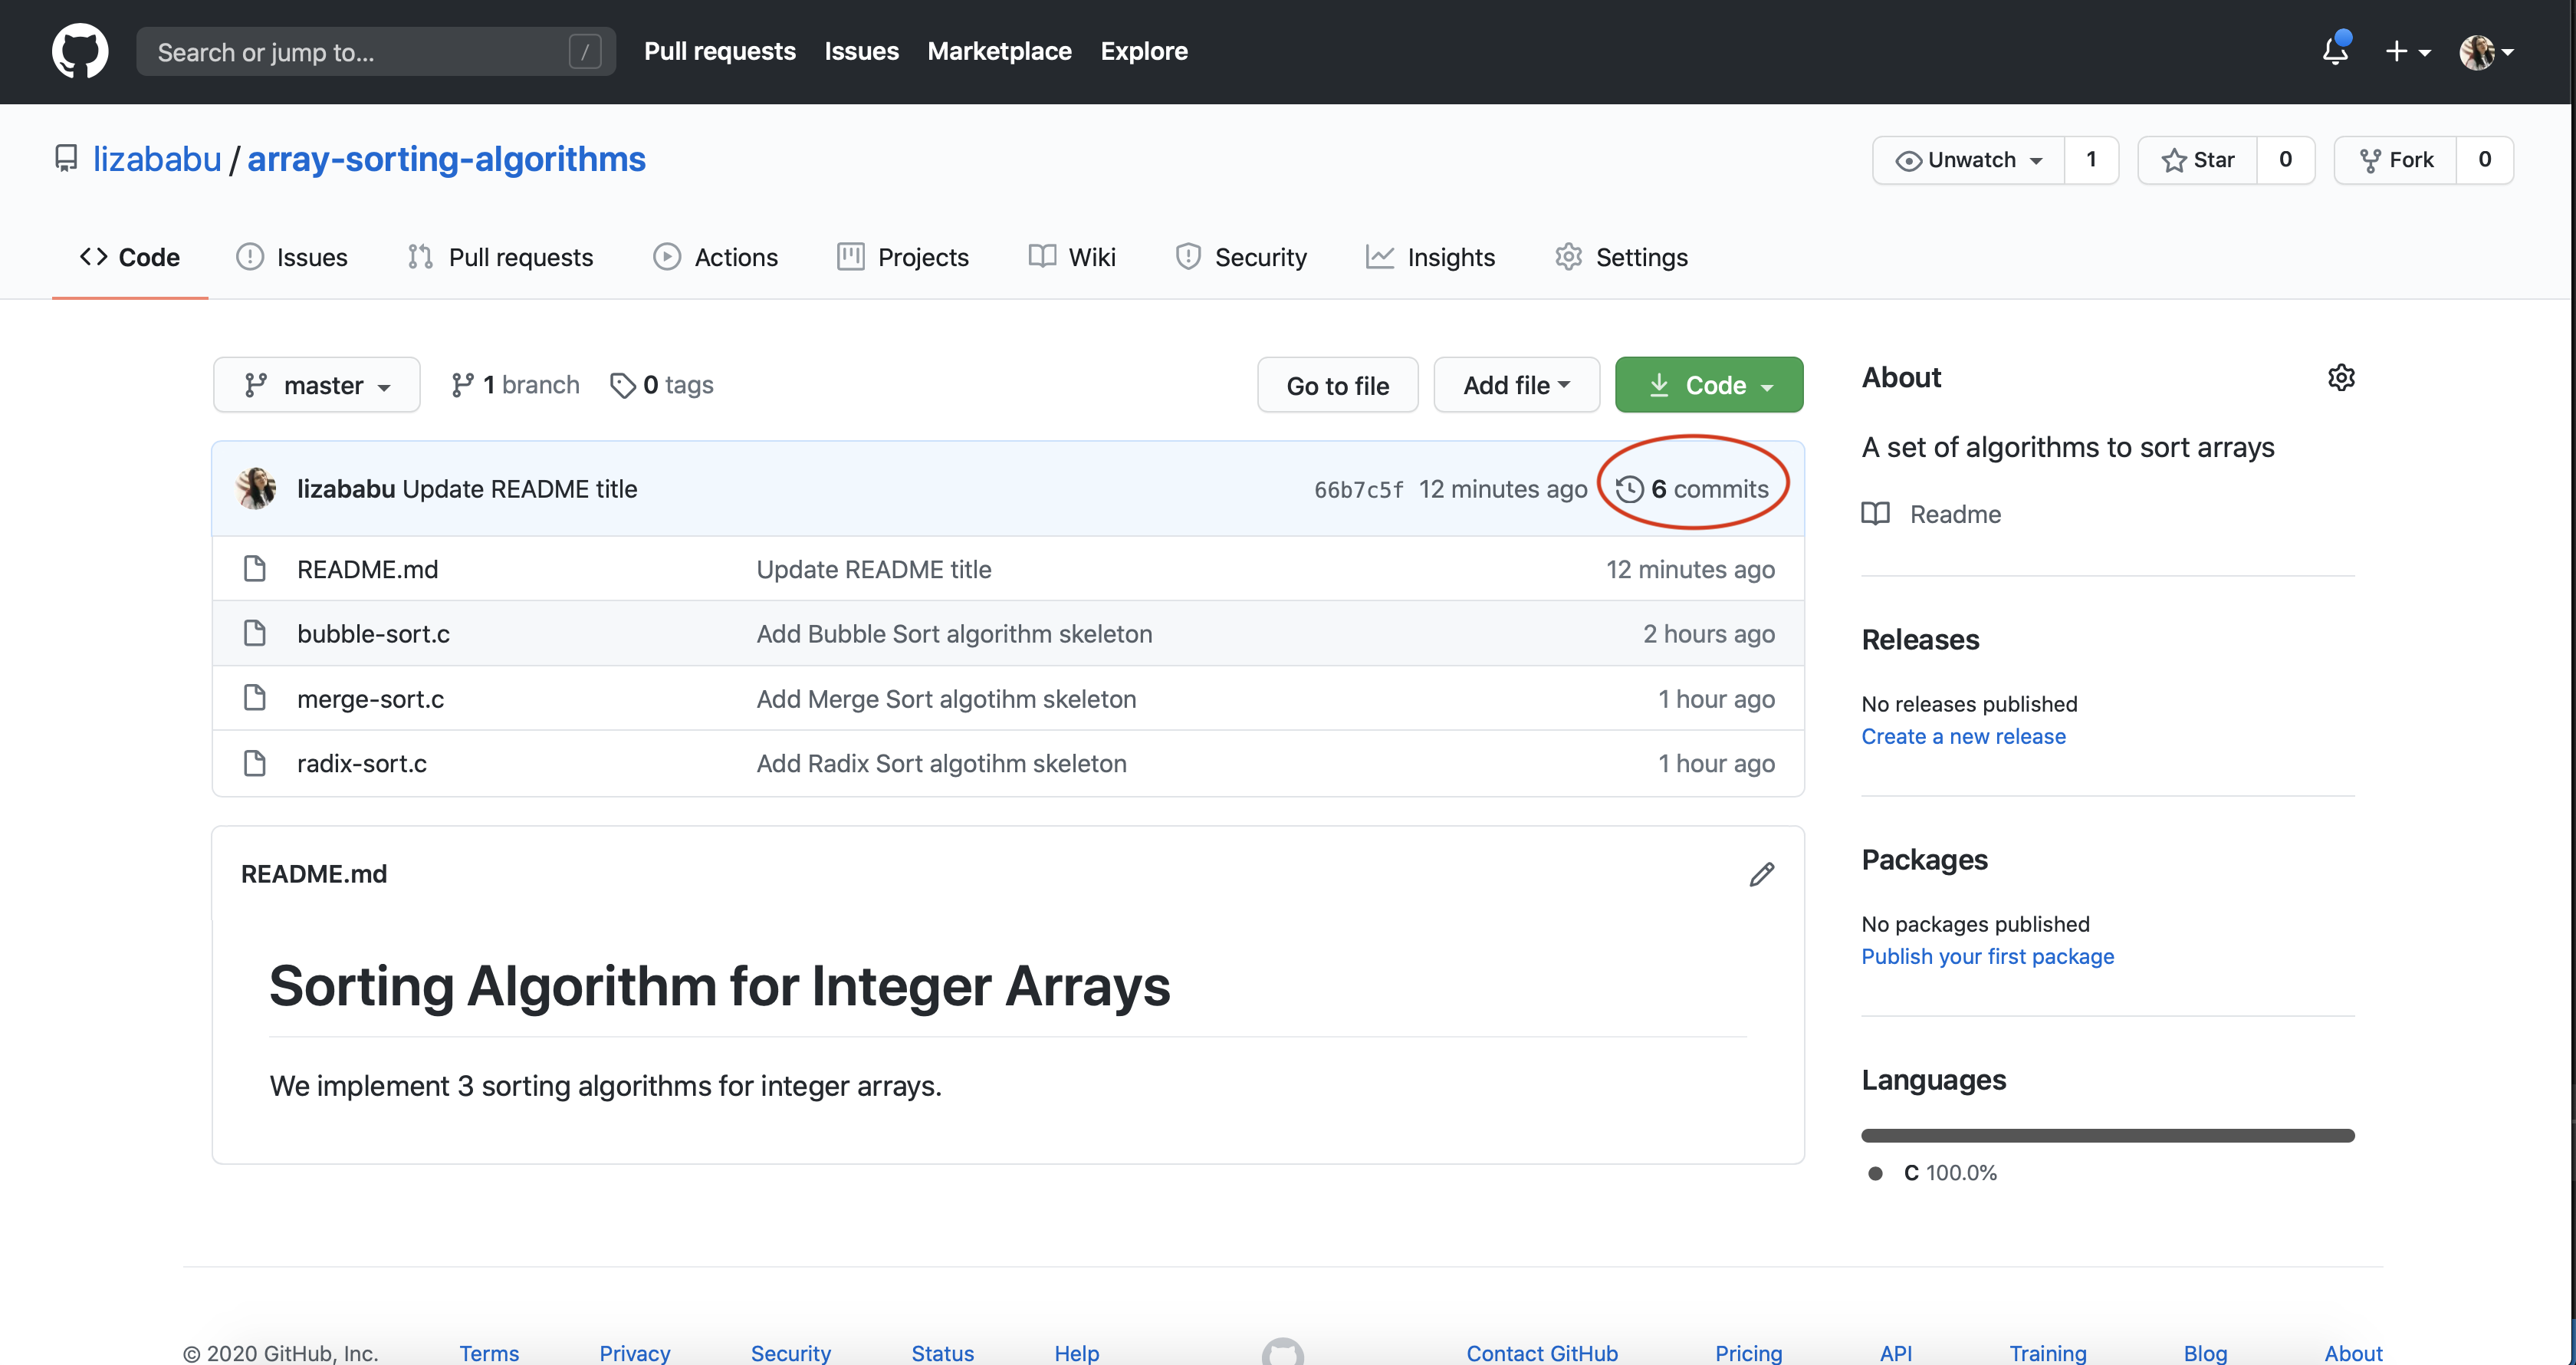 Search or jump to... /
Pull requests Issues Marketplace Explore
lizababu / array-sorting-algorithms
Unwatch 1 Star 0 Fork 0
Code Issues Pull requests Actions Projects Wiki Security Insights Settings
master 1 branch 0 tags
Go to file Add file Code
lizababu Update README title 66b7c5f 12 minutes ago 6 commits
README.md Update README title 12 minutes ago
bubble-sort.c Add Bubble Sort algorithm skeleton 2 hours ago
merge-sort.c Add Merge Sort algotihm skeleton 1 hour ago
radix-sort.c Add Radix Sort algotihm skeleton 1 hour ago
README.md
Sorting Algorithm for Integer Arrays
We implement 3 sorting algorithms for integer arrays.
About
A set of algorithms to sort arrays
Readme
Releases
No releases published
Create a new release
Packages
No packages published
Publish your first package
Languages
C 100.0%
© 2020 GitHub, Inc. Terms Privacy Security Status Help Contact GitHub Pricing API Training Blog About